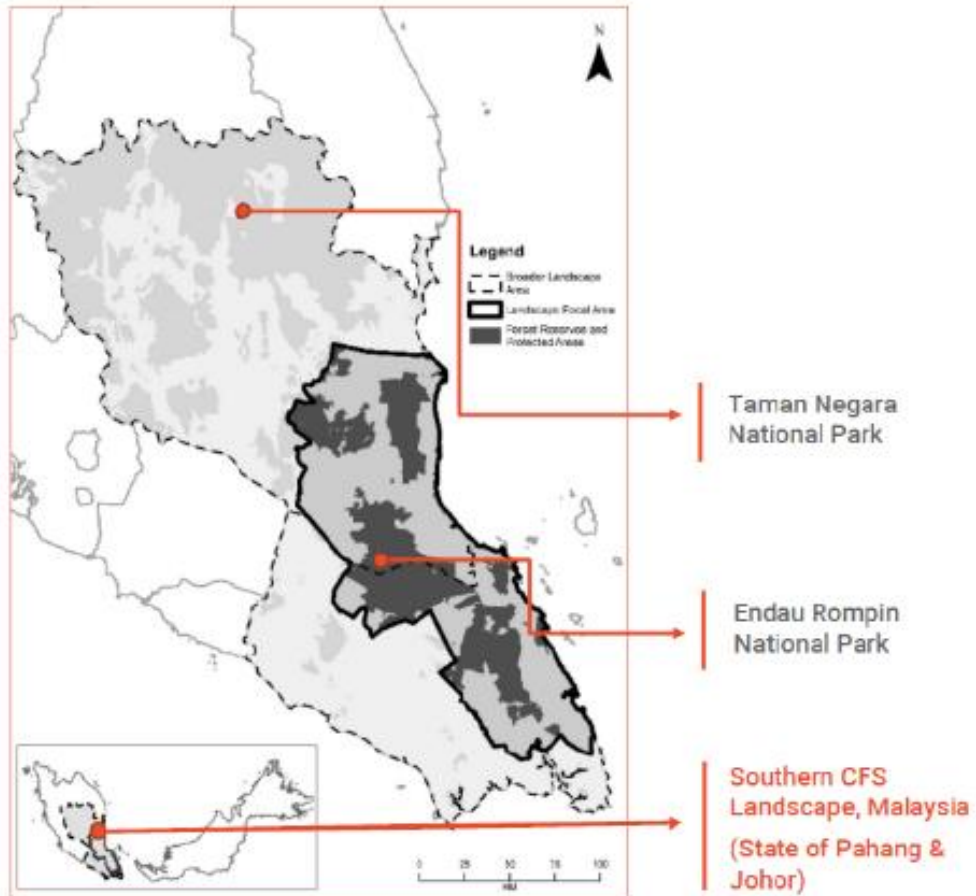 N
Legend
Broader Landscape
Area
Landscape Focal Area
Forest Reserves and
Protected Areas
Taman Negara
National Park
Endau Rompin
National Park
Southern CFS
Landscape, Malaysia
(State of Pahang &
Johor)
0 25 50 75 100
KM